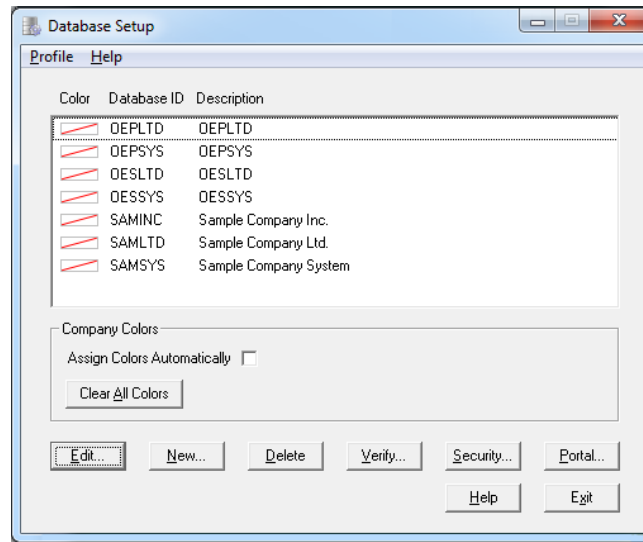 Database Setup
Profile Help
Color Database ID Description
OEPLTD OEPLTD
OEPSYS OEPSYS
OESLTD OESLTD
OESSYS OESSYS
SAMINC Sample Company Inc.
SAMLTD Sample Company Ltd.
SAMSYS Sample Company System
Company Colors
Assign Colors Automatically
Clear All Colors
Edit... New... Delete Verify... Security... Portal...
Help Exit